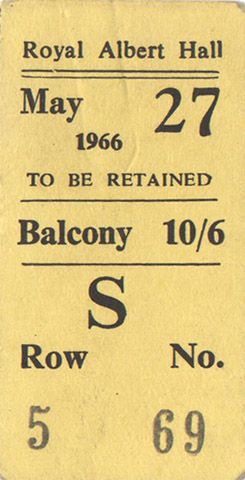 Royal Albert Hall
May 27
1966
TO BE RETAINED
Balcony 10/6
S
Row No.
5 69